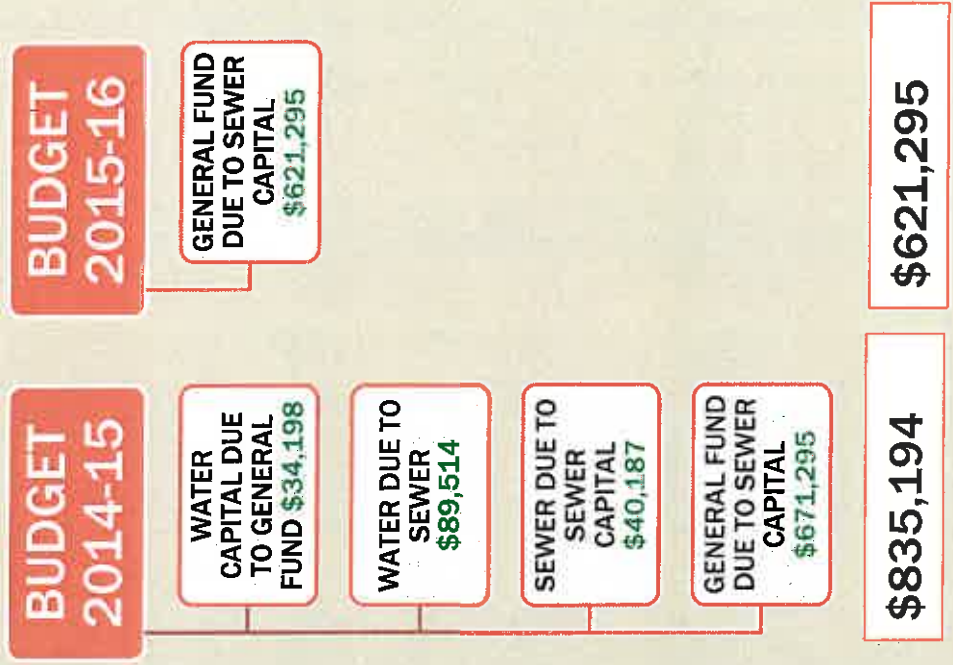 BUDGET
2014-15
WATER
CAPITAL DUE
TO GENERAL
FUND $34,198
WATER DUE TO
SEWER
$89,514
SEWER DUE TO
SEWER
CAPITAL
$40,187
GENERAL FUND
DUE TO SEWER
CAPITAL
$671,295
$835,194
BUDGET
2015-16
GENERAL FUND
DUE TO SEWER
CAPITAL
$621,295
$621,295